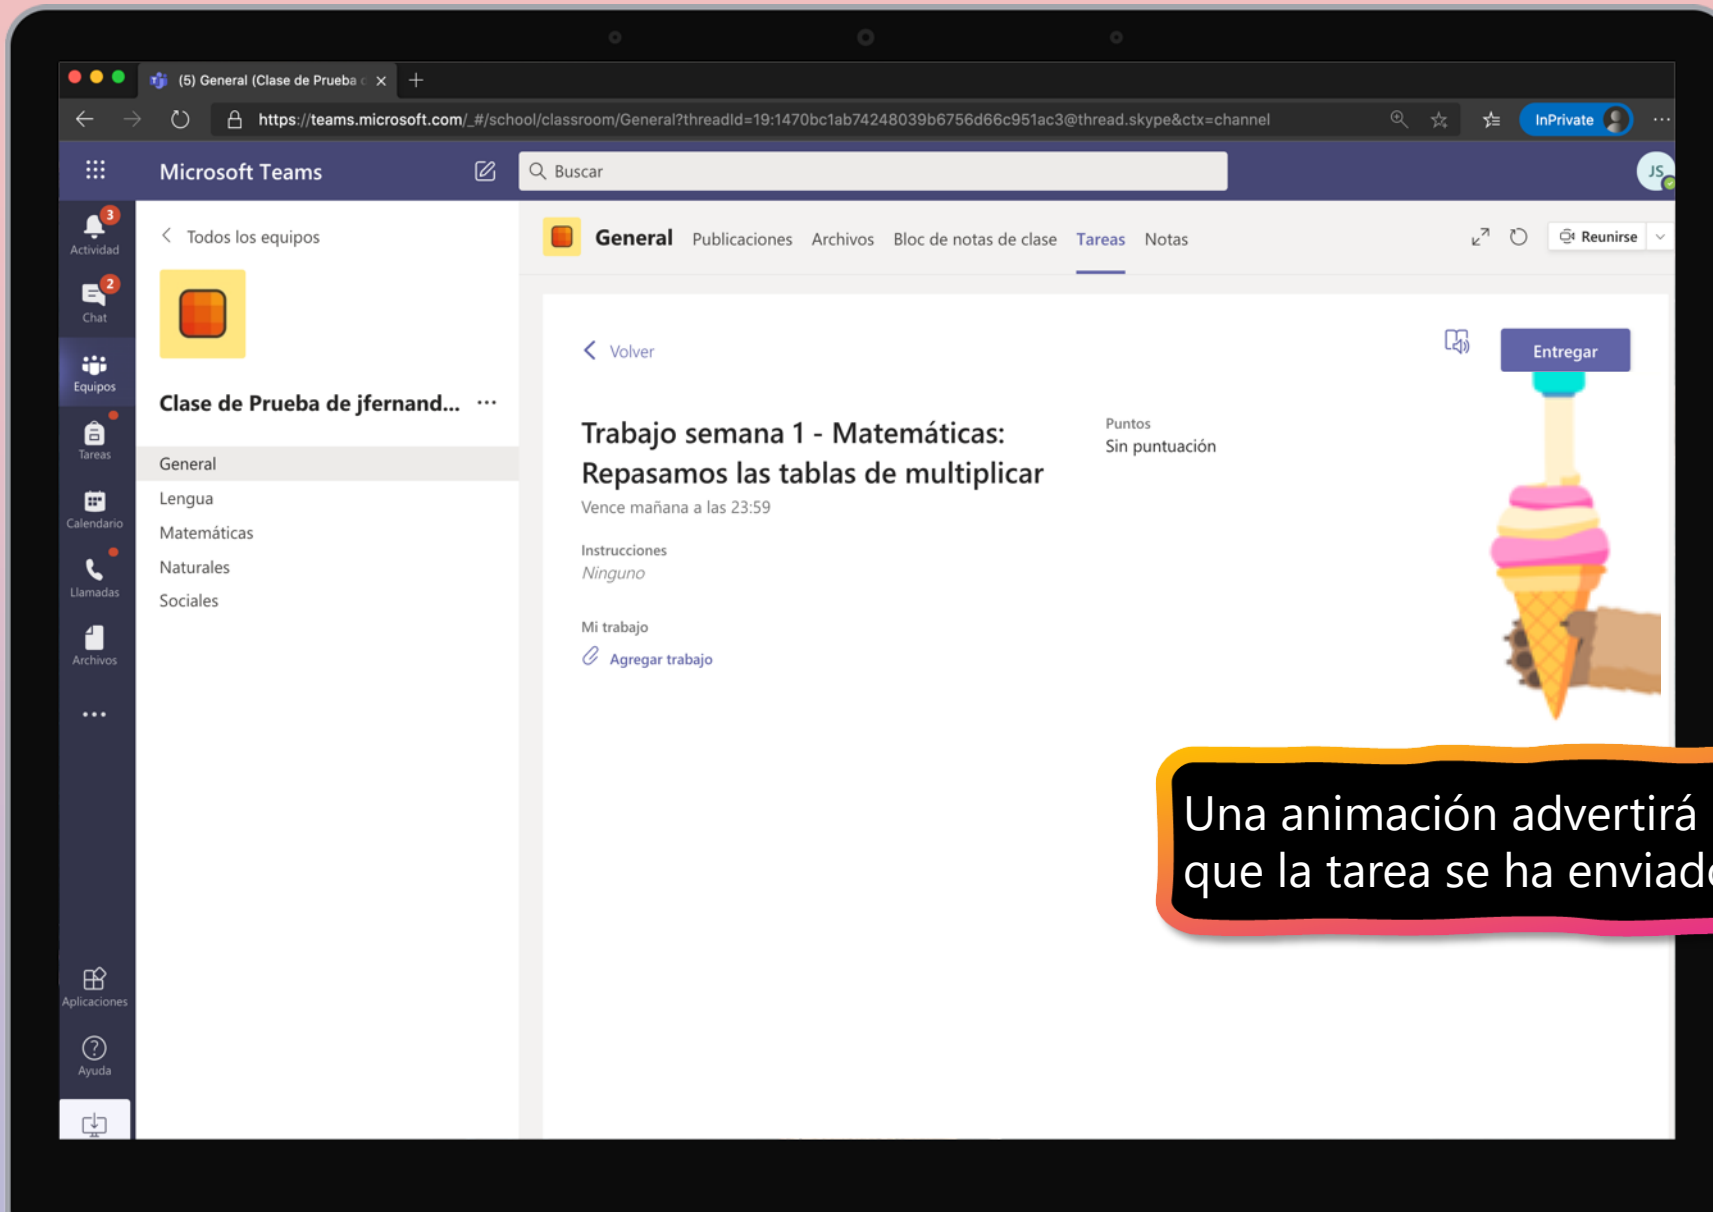 (5) General (Clase de Prueba
https://teams.microsoft.com/_#/school/classroom/General?threadId=19:1470bc1ab74248039b6756d66c951ac3@thread.skype&ctx=channel
InPrivate
Microsoft Teams
Buscar
JS
3
Actividad
2
Chat
Equipos
Tareas
Calendario
Llamadas
Archivos
Aplicaciones
Ayuda
Todos los equipos
Clase de Prueba de jfernand... ...
General
Lengua
Matemáticas
Naturales
Sociales
General Publicaciones Archivos Bloc de notas de clase Tareas Notas
Reunirse
Volver
Entregar
Trabajo semana 1 - Matemáticas:
Repasamos las tablas de multiplicar
Vence mañana a las 23:59
Puntos
Sin puntuación
Instrucciones
Ninguno
Mi trabajo
Agregar trabajo
Una animación advertirá
que la tarea se ha enviado